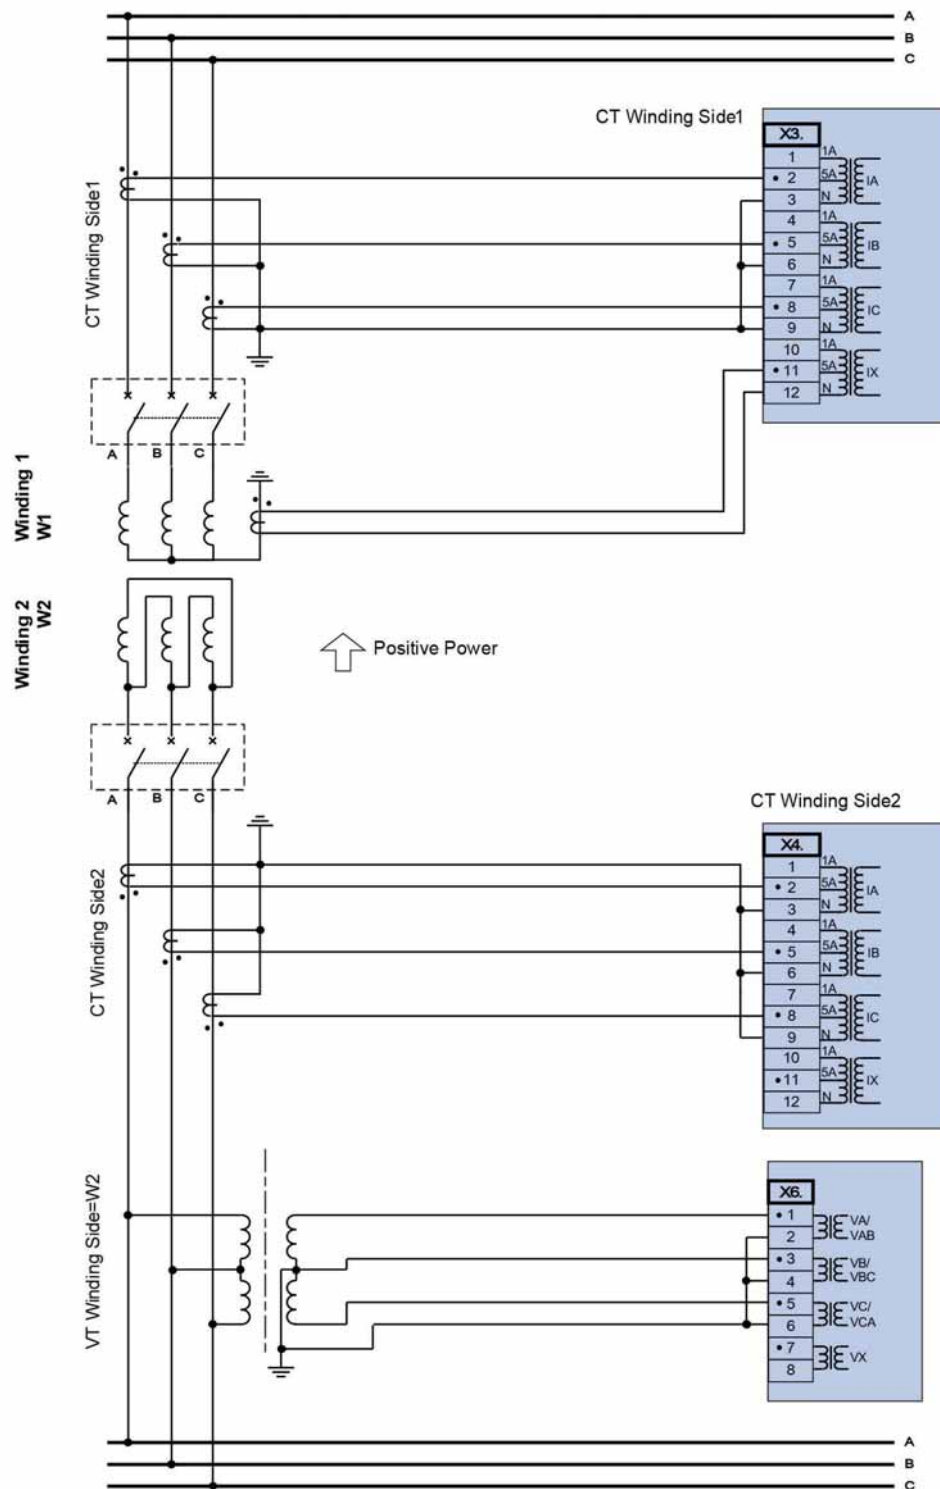 A
B
C
CT Winding Side1
X3.
1
1A
• 2
5A
IA
3
N
4
1A
• 5
5A
IB
6
N
7
1A
• 8
5A
IC
9
N
10
1A
• 11
5A
IX
12
N
CT Winding Side1
A
B
C
Winding 1
W1
Winding 2
W2
Positive Power
A
B
C
CT Winding Side2
CT Winding Side2
X4.
1
1A
• 2
5A
IA
3
N
4
1A
• 5
5A
IB
6
N
7
1A
• 8
5A
IC
9
N
10
1A
• 11
5A
IX
12
N
VT Winding Side=W2
X6.
• 1
VA/
2
VAB
• 3
VB/
4
VBC
• 5
VC/
6
VCA
• 7
VX
8
A
B
C